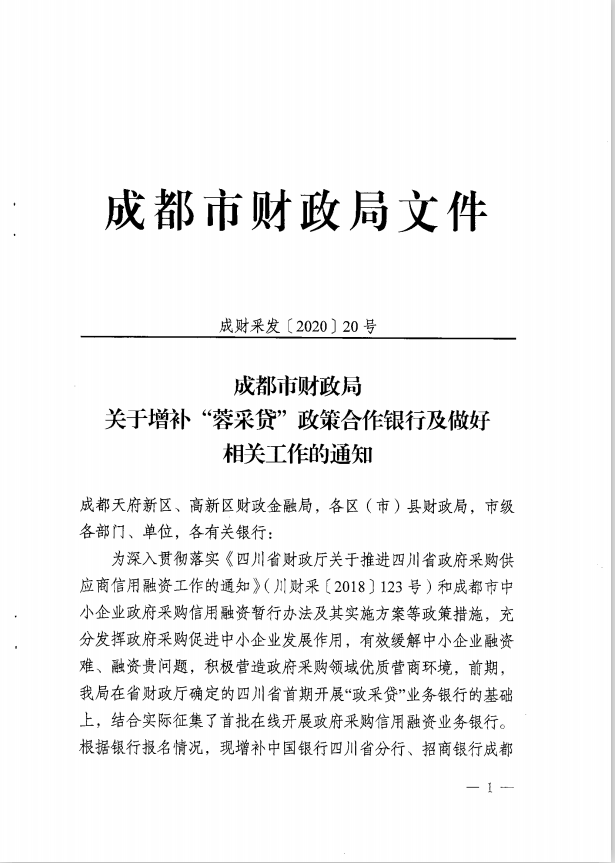 成都市财政局文件
成财采发〔2020〕20号
成都市财政局
关于增补“蓉采贷”政策合作银行及做好
相关工作的通知
成都天府新区、高新区财政金融局，各区（市）县财政局，市级
各部门、单位，各有关银行：
为深入贯彻落实《四川省财政厅关于推进四川省政府采购供
应商信用融资工作的通知》（川财采〔2018〕123号）和成都市中
小企业政府采购信用融资暂行办法及其实施方案等政策措施，充
分发挥政府采购促进中小企业发展作用，有效缓解中小企业融资
难、融资贵问题，积极营造政府采购领域优质营商环境，前期，
我局在省财政厅确定的四川省首期开展“政采贷”业务银行的基础
上，结合实际征集了首批在线开展政府采购信用融资业务银行。
根据银行报名情况，现增补中国银行四川省分行、招商银行成都
— 1 —